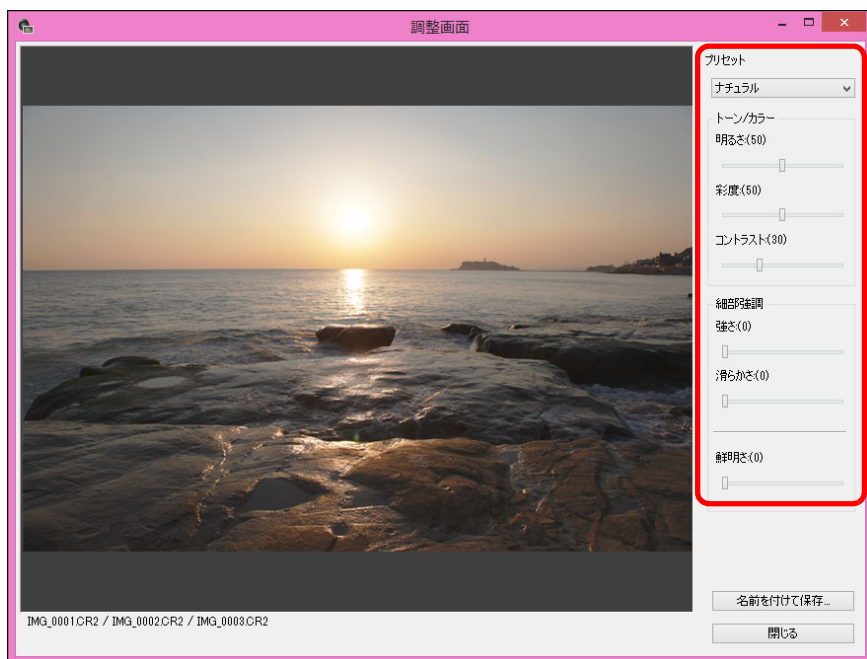 調整画面
プリセット
ナチュラル
トーン/カラー
明るさ:(50)
彩度:(50)
コントラスト:(30)
細部強調
強さ:(0)
滑らかさ:(0)
鮮明さ:(0)
IMG_0001.CR2 / IMG_0002.CR2 / IMG_0003.CR2
名前を付けて保存...
閉じる